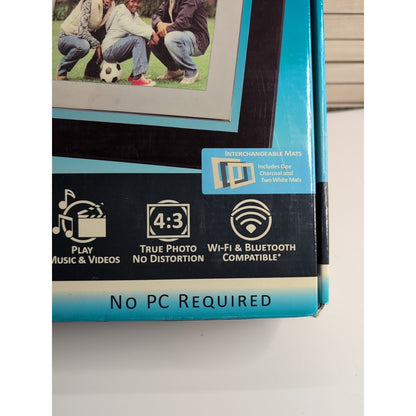 INTERCHANGEABLE MATS
Includes One
Charcoal and
Two White Mats
PLAY
MUSIC & VIDEOS
4:3
TRUE PHOTO
NO DISTORTION
WI-FI & BLUETOOTH
COMPATIBLE*
NO PC REQUIRED